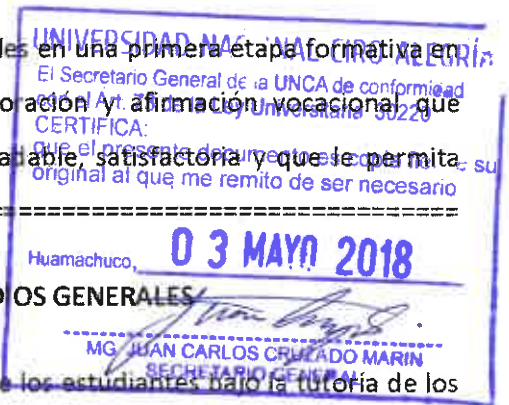 UNIVERSIDAD NACIONAL CIRO ALEGRÍA
es en una primera etapa formativa en
El Secretario General de la UNCA de conformidad
oración y afirmación vocacional que
con el Art. de la Ley Universitaria 30220
CERTIFICA:
adable, satisfactoria y que le permita
que el presente documento es copia de su
original al que me remito de ser necesario
==============================
Huamachuco, 03 MAYO 2018
OS GENERALES
MG. JUAN CARLOS CRUZADO MARIN
SECRETARIO GENERAL
e los estudiantes bajo la tutoría de los